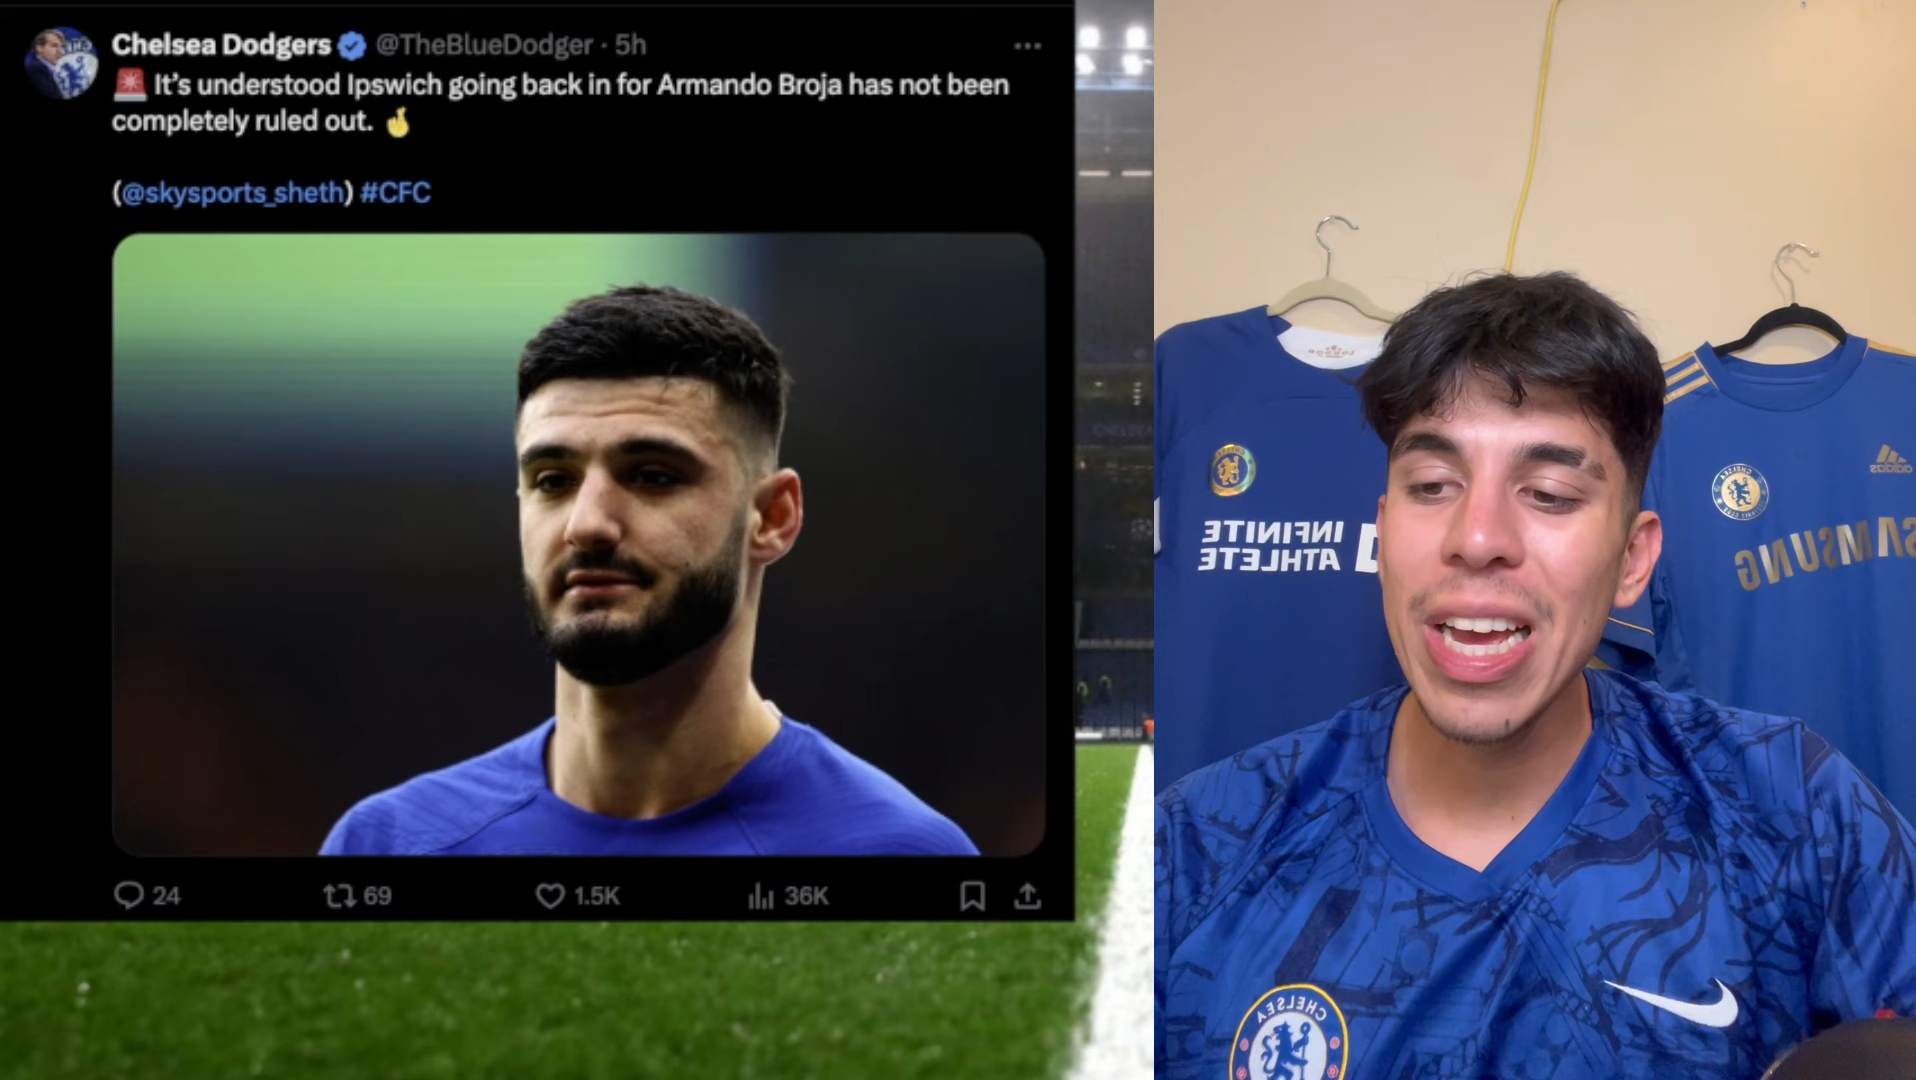 Chelsea Dodgers @TheBlueDodger · 5h
🚨 It's understood Ipswich going back in for Armando Broja has not been
completely ruled out. 🤞
(@skysports_sheth) #CFC
24 69 1.5K 36K
INFINITE
ATHLETE
CHELSEA
adidas
SAMSUNG
CHELSEA